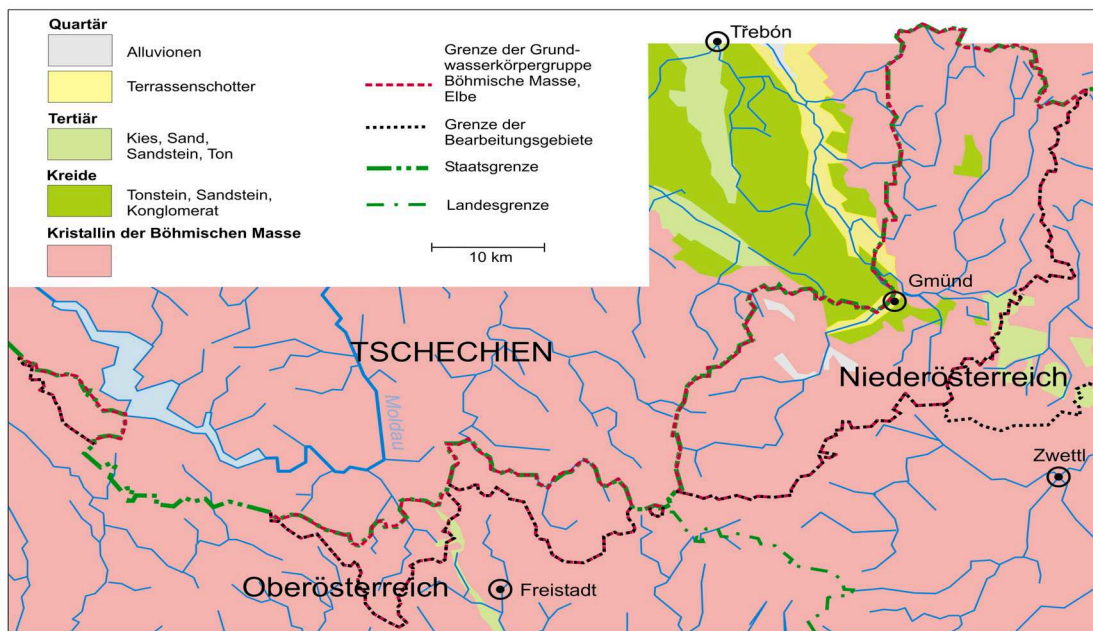 Quartär
Alluvionen
Terrassenschotter
Tertiär
Kies, Sand,
Sandstein, Ton
Kreide
Tonstein, Sandstein,
Konglomerat
Kristallin der Böhmischen Masse
Grenze der Grund-
wasserkörpergruppe
Böhmische Masse,
Elbe
Grenze der
Bearbeitungsgebiete
Staatsgrenze
Landesgrenze
10 km
Třebón
Gmünd
TSCHECHIEN
Niederösterreich
Moldau
Zwettl
Oberösterreich
Freistadt